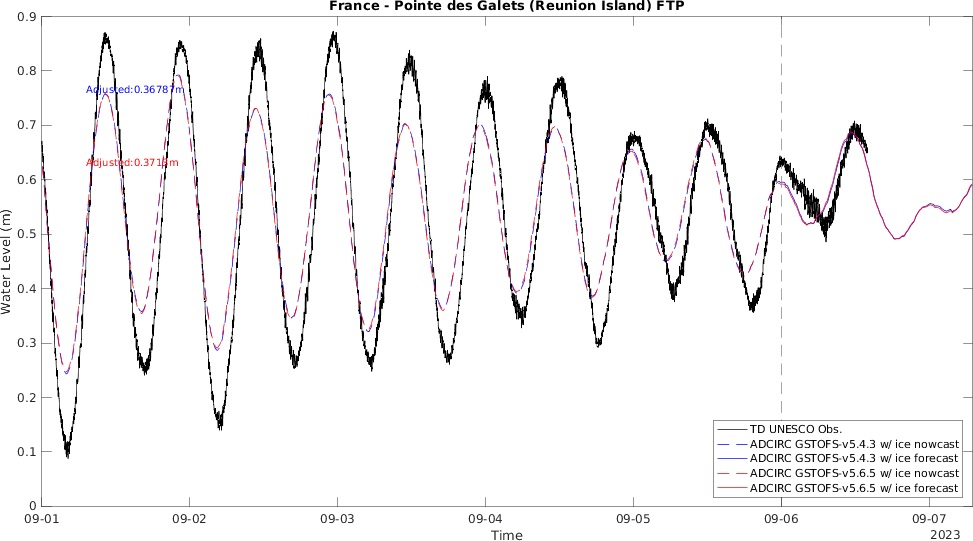 France - Pointe des Galets (Reunion Island) FTP
0.9
0.8
0.7
0.6
0.5
0.4
0.3
0.2
0.1
0
Water Level (m)
Adjusted:0.36787m
TD UNESCO Obs.
ADCIRC GSTOFS-v5.4.3 w/ ice nowcast
ADCIRC GSTOFS-v5.4.3 w/ ice forecast
ADCIRC GSTOFS-v5.6.5 w/ ice nowcast
ADCIRC GSTOFS-v5.6.5 w/ ice forecast
09-01 09-02 09-03 09-04 09-05 09-06 09-07
Time
2023